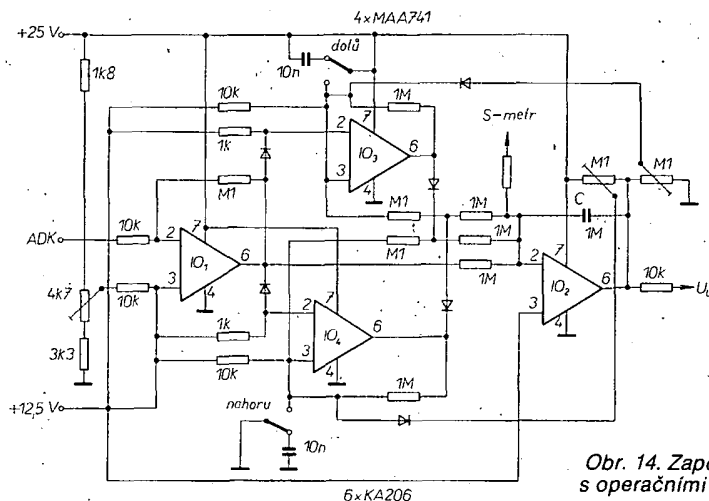 4×MAA741
+25 V
dolů
10n
1k8
10k
1M
S-metr
1k
2
7
6
IO3
3
4
M1
M1
M1
M1
C
1M
ADK
10k
2
7
6
IO1
3
4
M1
1M
1M
1M
2
7
6
IO2
3
4
10k
4k7
10k
1k
2
7
6
IO4
3
4
10k
3k3
1M
+12,5 V
nahoru
10n
6×KA206
Obr. 14.
s operačními